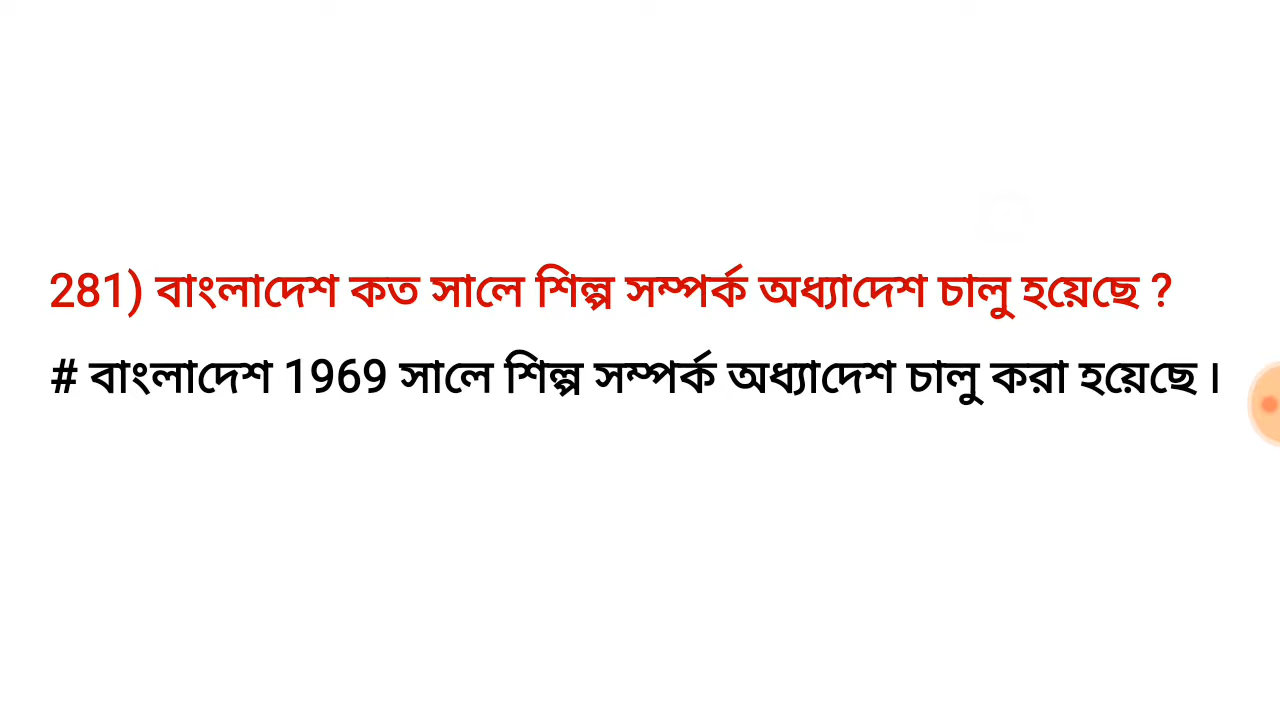 281) বাংলাদেশ কত সালে শিল্প সম্পর্ক অধ্যাদেশ চালু হয়েছে ?
# বাংলাদেশ 1969 সালে শিল্প সম্পর্ক অধ্যাদেশ চালু করা হয়েছে ।